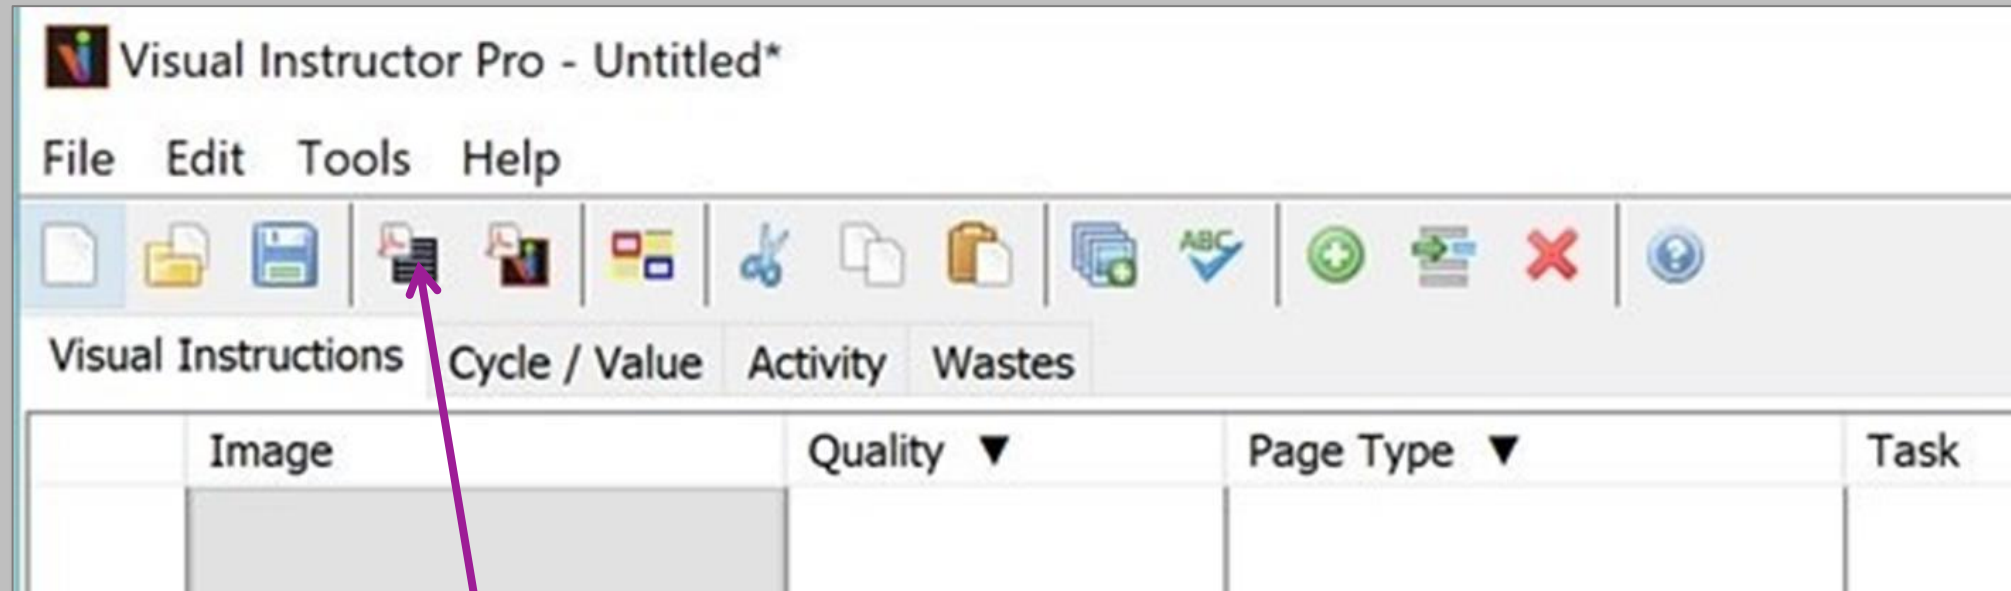 Visual Instructor Pro - Untitled*
File Edit Tools Help
ABC
Visual Instructions Cycle / Value Activity Wastes
Image Quality ▼ Page Type ▼ Task